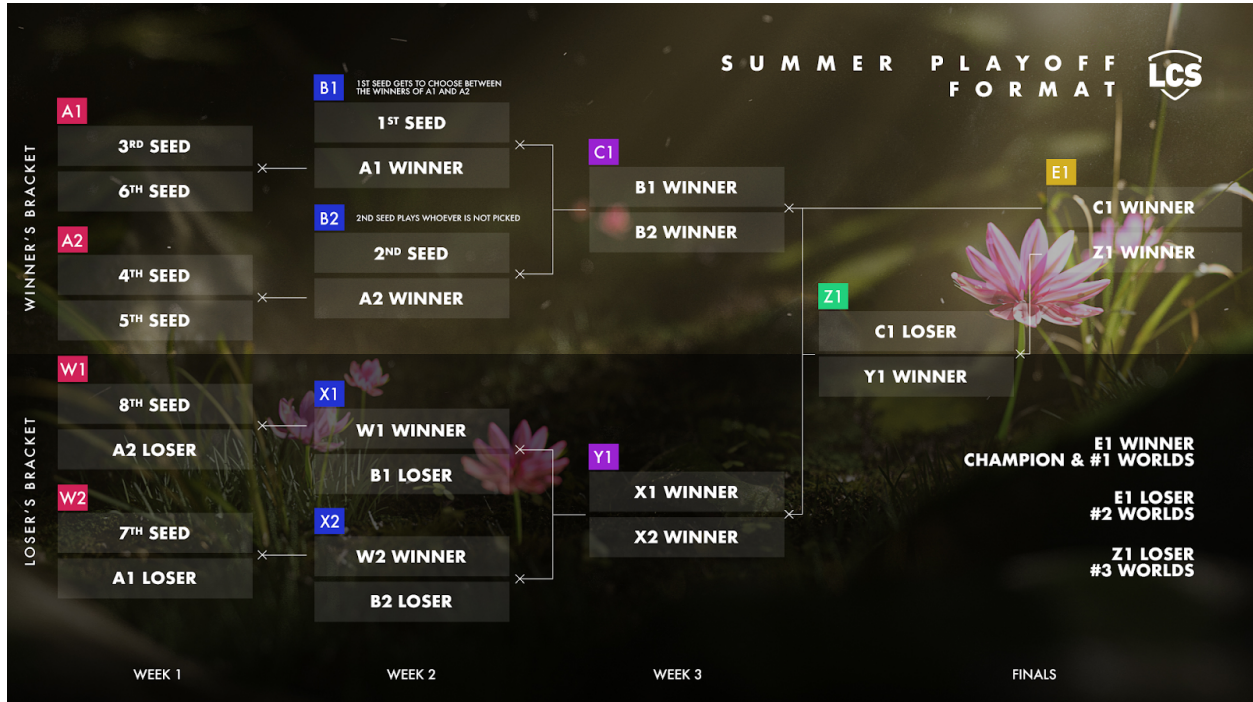 SUMMER PLAYOFF
FORMAT
LCS
WINNER'S BRACKET
A1
3RD SEED
6TH SEED
A2
4TH SEED
5TH SEED
B1
1ST SEED GETS TO CHOOSE BETWEEN
THE WINNERS OF A1 AND A2
1ST SEED
A1 WINNER
B2
2ND SEED PLAYS WHOEVER IS NOT PICKED
2ND SEED
A2 WINNER
C1
B1 WINNER
B2 WINNER
E1
C1 WINNER
Z1 WINNER
Z1
C1 LOSER
Y1 WINNER
LOSER'S BRACKET
W1
8TH SEED
A2 LOSER
W2
7TH SEED
A1 LOSER
X1
W1 WINNER
B1 LOSER
X2
W2 WINNER
B2 LOSER
Y1
X1 WINNER
X2 WINNER
E1 WINNER
CHAMPION & #1 WORLDS
E1 LOSER
#2 WORLDS
Z1 LOSER
#3 WORLDS
WEEK 1
WEEK 2
WEEK 3
FINALS